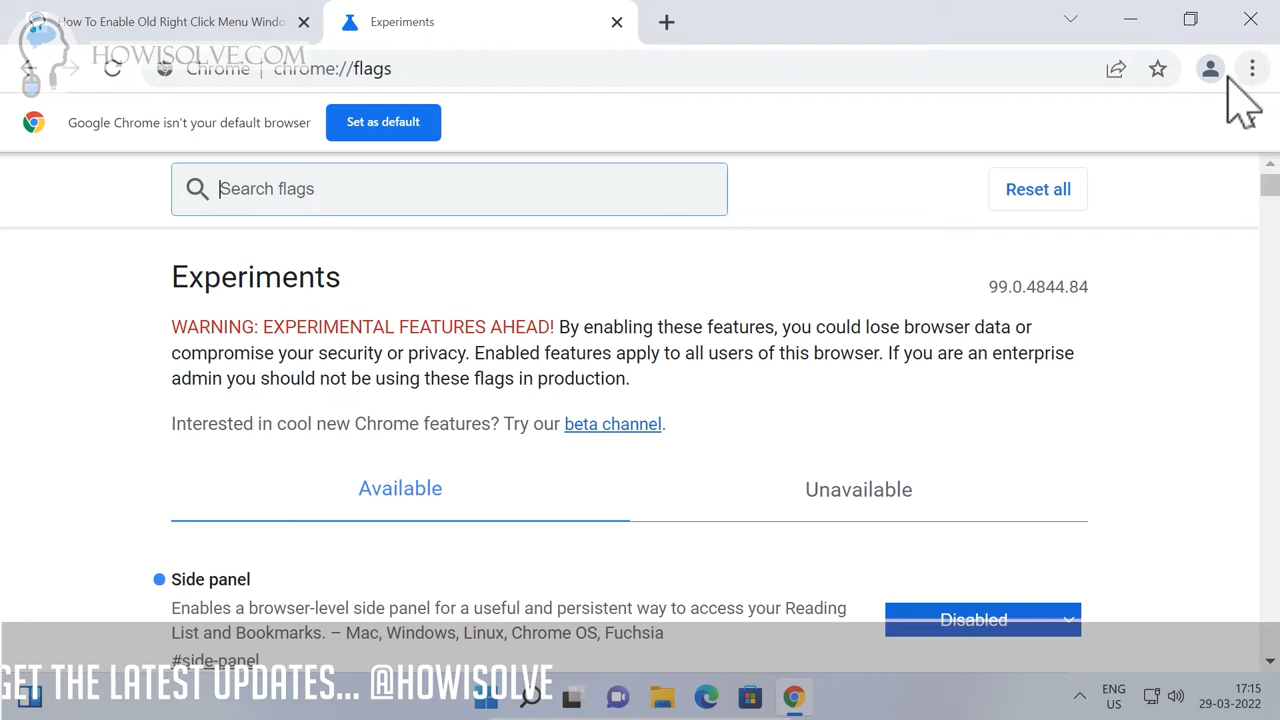 How To Enable Old Right Click Menu Windo
Experiments
HOWISOLVE.COM
Chrome | chrome://flags
Google Chrome isn't your default browser
Set as default
Search flags
Reset all
Experiments
99.0.4844.84
WARNING: EXPERIMENTAL FEATURES AHEAD! By enabling these features, you could lose browser data or
compromise your security or privacy. Enabled features apply to all users of this browser. If you are an enterprise
admin you should not be using these flags in production.
Interested in cool new Chrome features? Try our beta channel.
Available
Unavailable
Side panel
Enables a browser-level side panel for a useful and persistent way to access your Reading
List and Bookmarks. – Mac, Windows, Linux, Chrome OS, Fuchsia
Disabled
#side-panel
GET THE LATEST UPDATES... @HOWISOLVE
ENG
US
17:15
29-03-2022